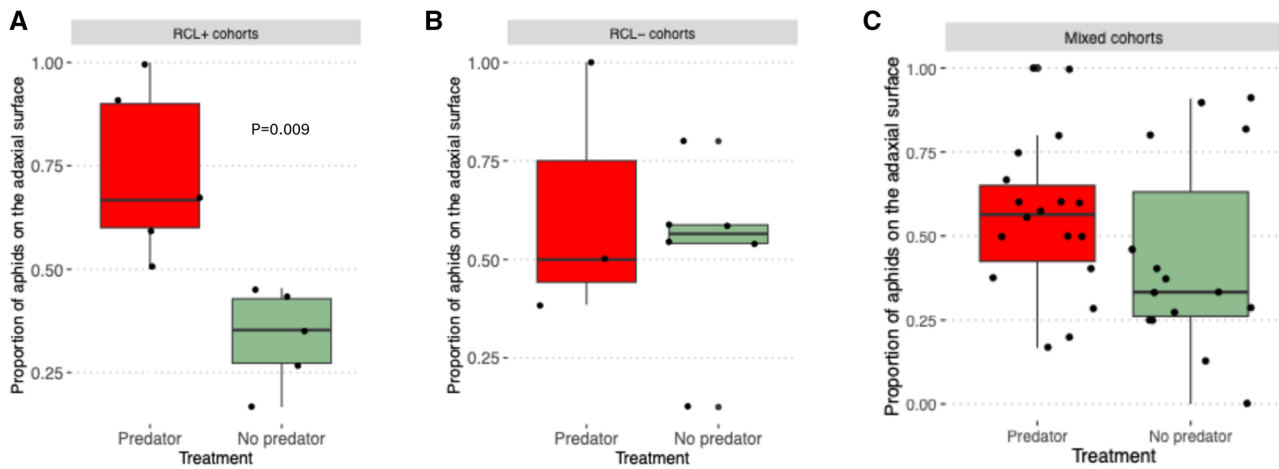 A
RCL+ cohorts
Proportion of aphids on the adaxial surface
1.00
0.75
0.50
0.25
P=0.009
Predator
No predator
Treatment
B
RCL− cohorts
Proportion of aphids on the adaxial surface
1.00
0.75
0.50
0.25
Predator
No predator
Treatment
C
Mixed cohorts
Proportion of aphids on the adaxial surface
1.00
0.75
0.50
0.25
0.00
Predator
No predator
Treatment